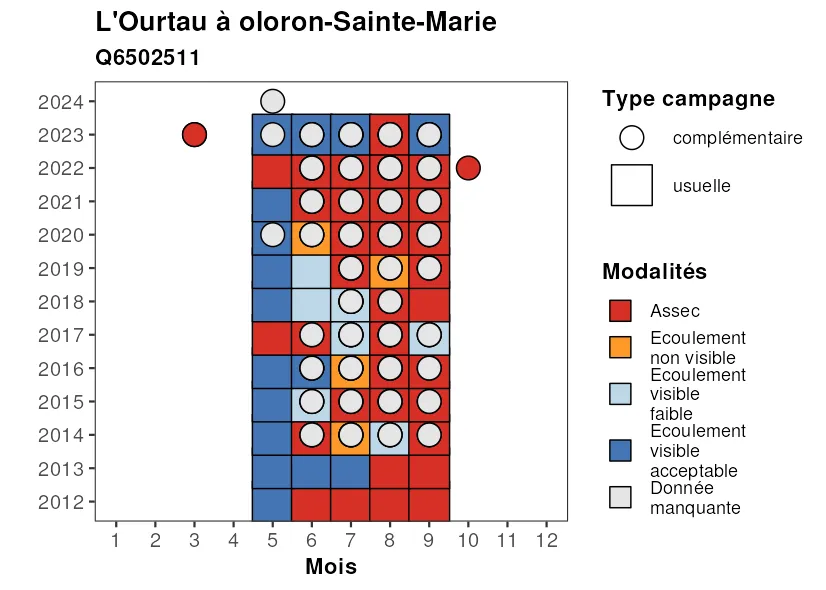 L'Ourtau à oloron-Sainte-Marie
Q6502511
2024
2023
2022
2021
2020
2019
2018
2017
2016
2015
2014
2013
2012
1 2 3 4 5 6 7 8 9 10 11 12
Mois
Type campagne
complémentaire
usuelle
Modalités
Assec
Ecoulement
non visible
Ecoulement
visible
faible
Ecoulement
visible
acceptable
Donnée
manquante